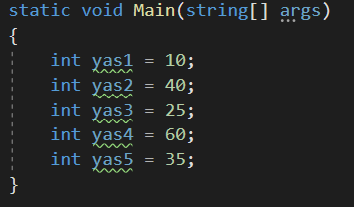 static void Main(string[] args)
{
int yas1 = 10;
int yas2 = 40;
int yas3 = 25;
int yas4 = 60;
int yas5 = 35;
}